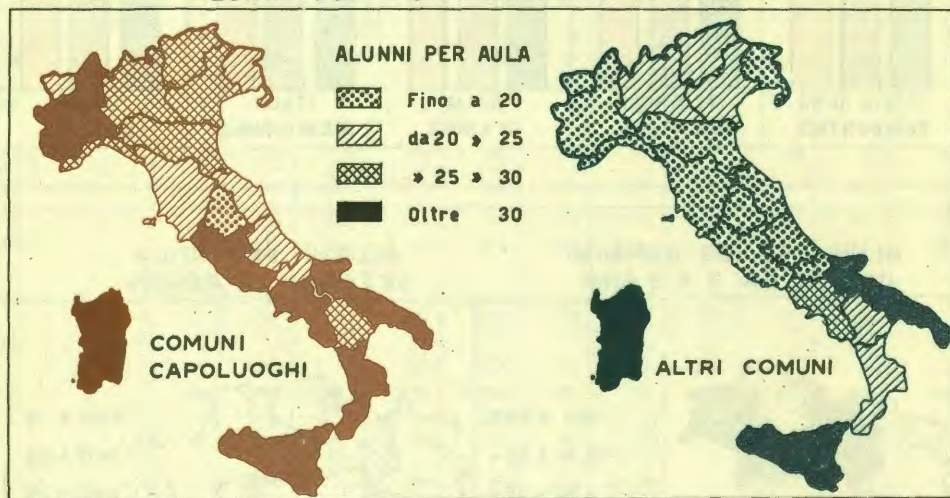 ALUNNI PER AULA
Fino a 20
da 20 » 25
» 25 » 30
Oltre 30
COMUNI
CAPOLUOGHI
ALTRI COMUNI